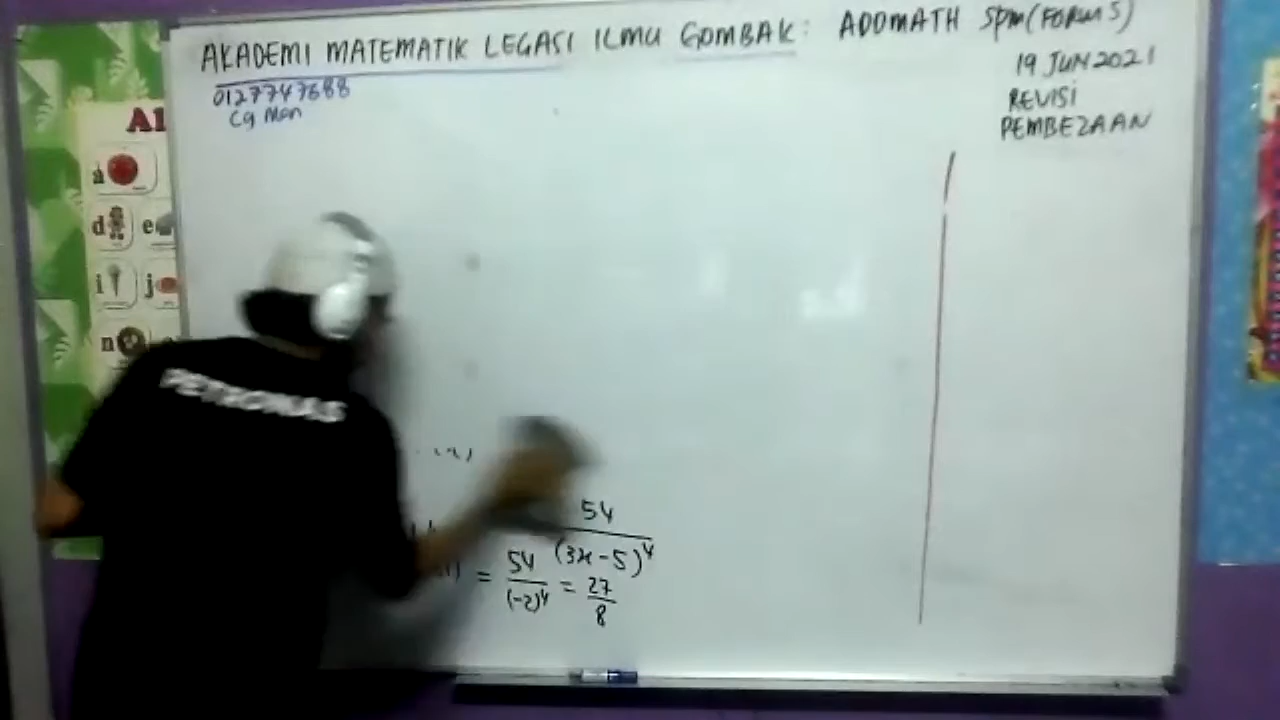 AKADEMI MATEMATIK LEGASI ILMU GOMBAK: ADDMATH SPM (FORM 5)
0127747688
Cg Man
19 JUN 2021
REVISI
PEMBEZAAN
A1
a
d e
i j
n
PETRONAS
54
(3x-5)^4
= 54/(-2)^4 = 27/8